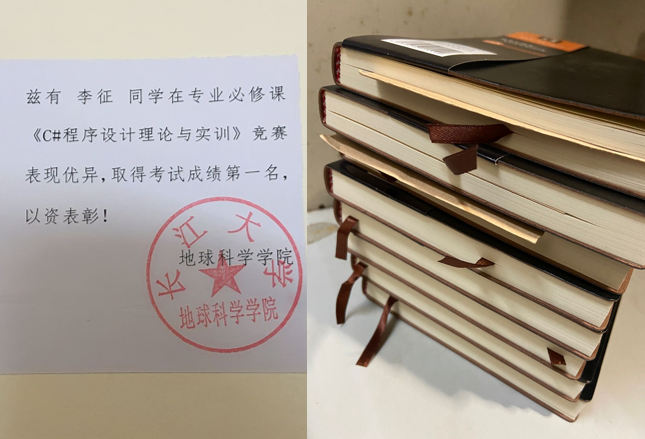 兹有 李征 同学在专业必修课
《C#程序设计理论与实训》竞赛
表现优异,取得考试成绩第一名,
以资表彰!
地球科学学院
长江大学
地球科学学院